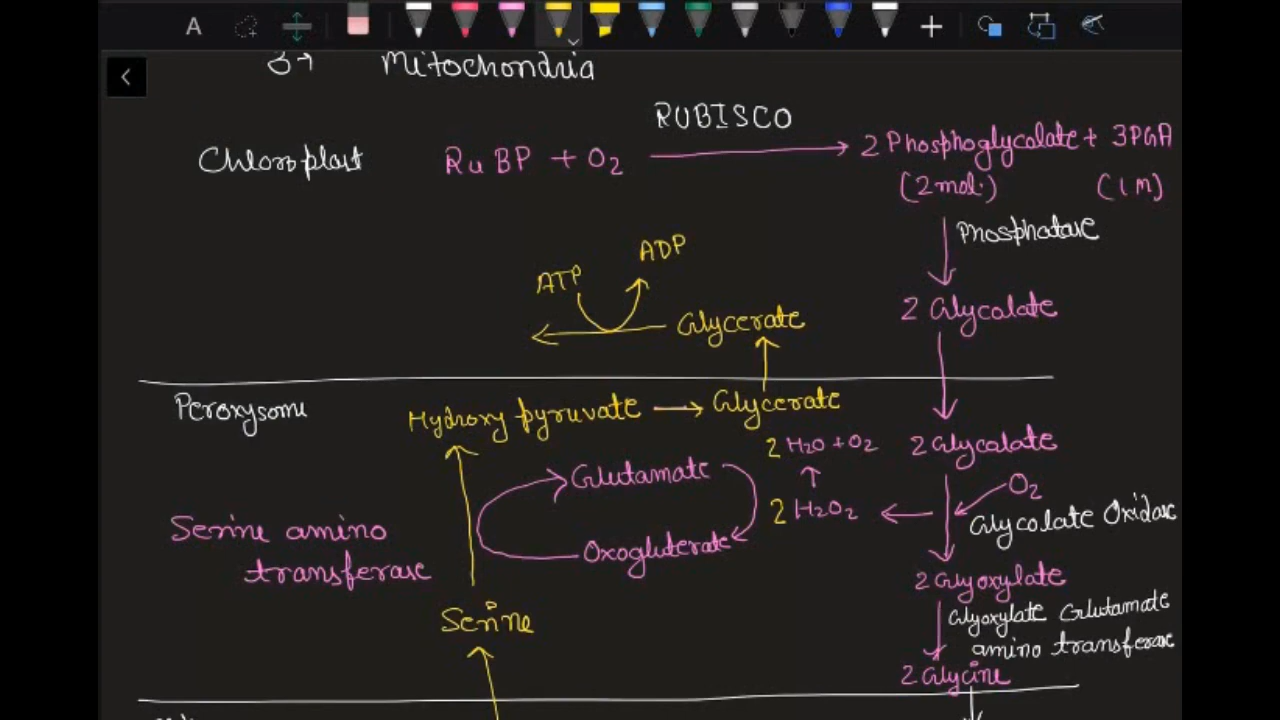 A
3→ Mitochondria
RUBISCO
Chloroplast RuBP + O2 → 2 Phosphoglycolate + 3PGA
(2mol.) (1M)
Phosphatase
ADP
ATP
2 Glycolate
Glycerate
Peroxysome
Hydroxy pyruvate → Glycerate
2 H2O + O2 2 Glycolate
Glutamate
O2
2 H2O2
Glycolate Oxidase
Serine amino
transferase
Oxogluterate
2 Glyoxylate
Glyoxylate Glutamate
amino transferase
Serine
2 Glycine